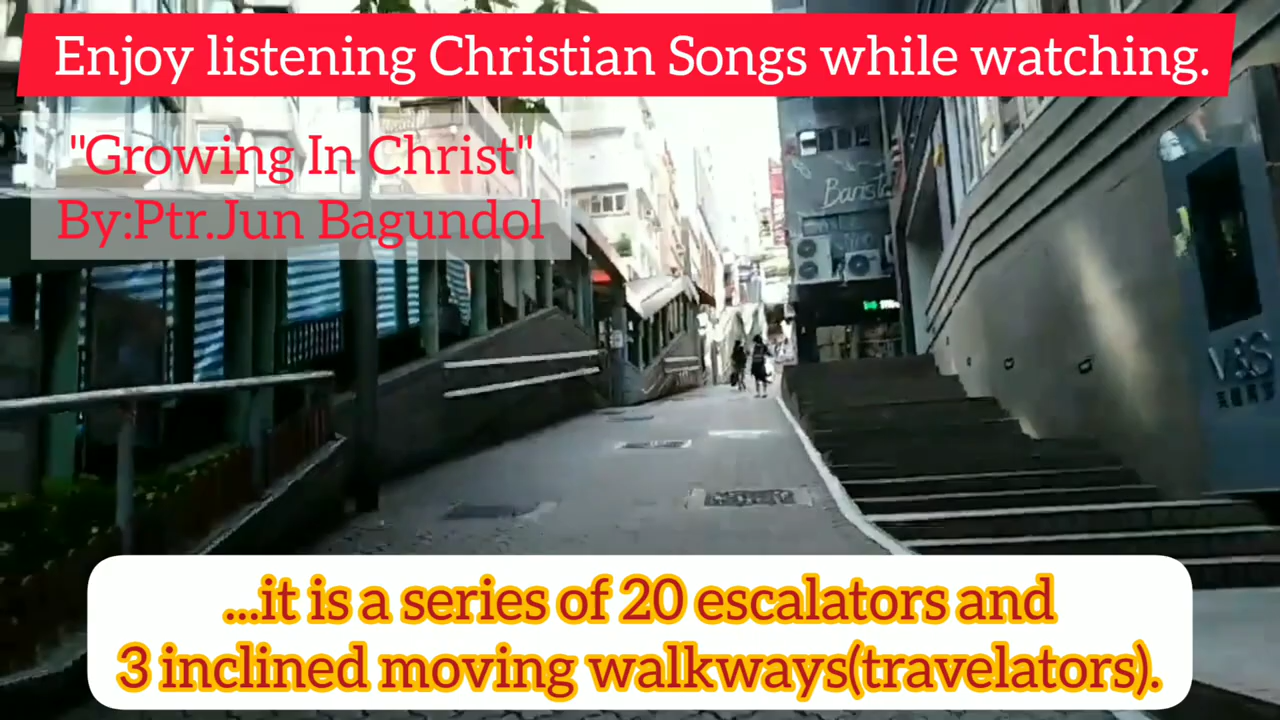 Enjoy listening Christian Songs while watching.
"Growing In Christ"
By:Ptr.Jun Bagundol
Barista
V&S
...it is a series of 20 escalators and
3 inclined moving walkways(travelators).